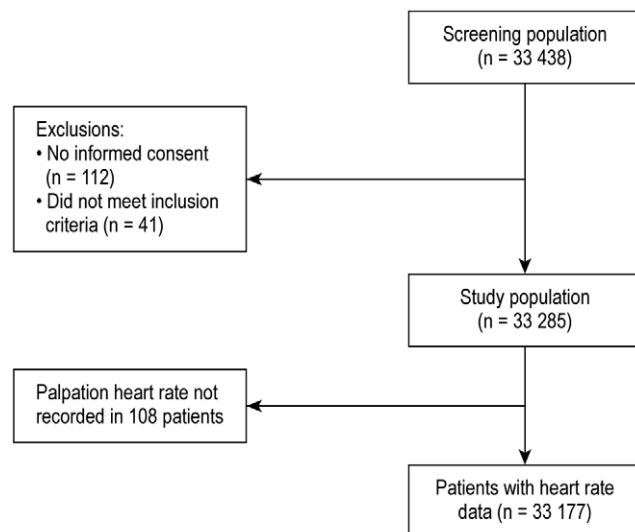 Screening population
(n = 33 438)
Exclusions:
• No informed consent
(n = 112)
• Did not meet inclusion
criteria (n = 41)
Study population
(n = 33 285)
Palpation heart rate not
recorded in 108 patients
Patients with heart rate
data (n = 33 177)